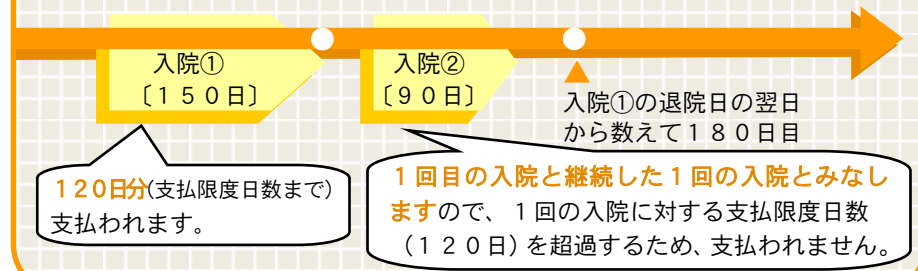 入院①
〔１５０日〕
入院②
〔９０日〕
入院①の退院日の翌日
から数えて１８０日目
１２０日分(支払限度日数まで)
支払われます。
１回目の入院と継続した１回の入院とみなし
ますので、１回の入院に対する支払限度日数
（１２０日）を超過するため、支払われません。